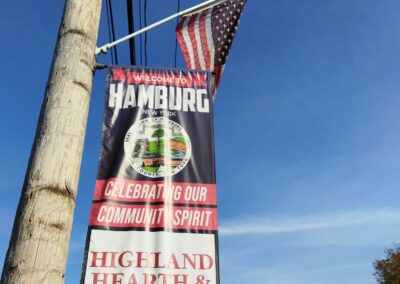 WELCOME TO
HAMBURG
NEW YORK
CELEBRATING OUR
COMMUNITY SPIRIT
HIGHLAND
HEARTH &